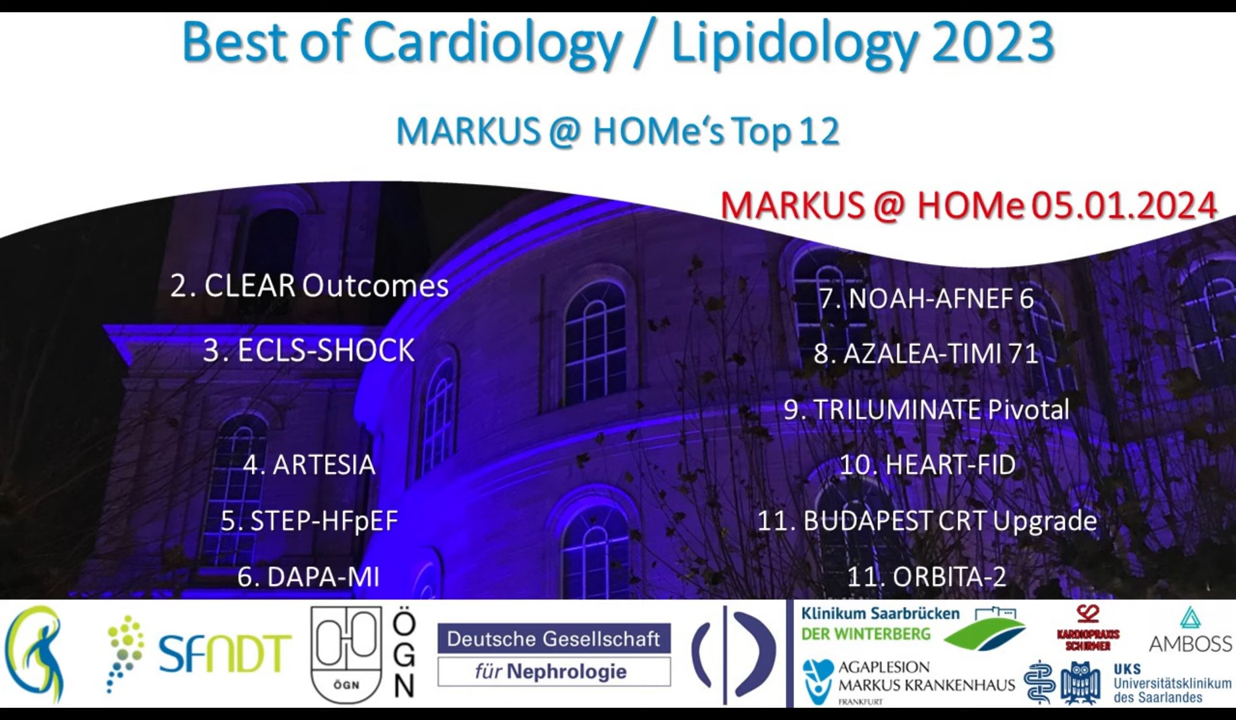 Best of Cardiology / Lipidology 2023
MARKUS @ HOMe‘s Top 12
MARKUS @ HOMe 05.01.2024
2. CLEAR Outcomes
3. ECLS-SHOCK
4. ARTESIA
5. STEP-HFpEF
6. DAPA-MI
7. NOAH-AFNEF 6
8. AZALEA-TIMI 71
9. TRILUMINATE Pivotal
10. HEART-FID
11. BUDAPEST CRT Upgrade
11. ORBITA-2
SFNDT
ÖGN
ÖGN
Deutsche Gesellschaft
für Nephrologie
Klinikum Saarbrücken
DER WINTERBERG
KARDIOPRAXIS
SCHIRMER
AMBOSS
AGAPLESION
MARKUS KRANKENHAUS
FRANKFURT
UKS
Universitätsklinikum
des Saarlandes